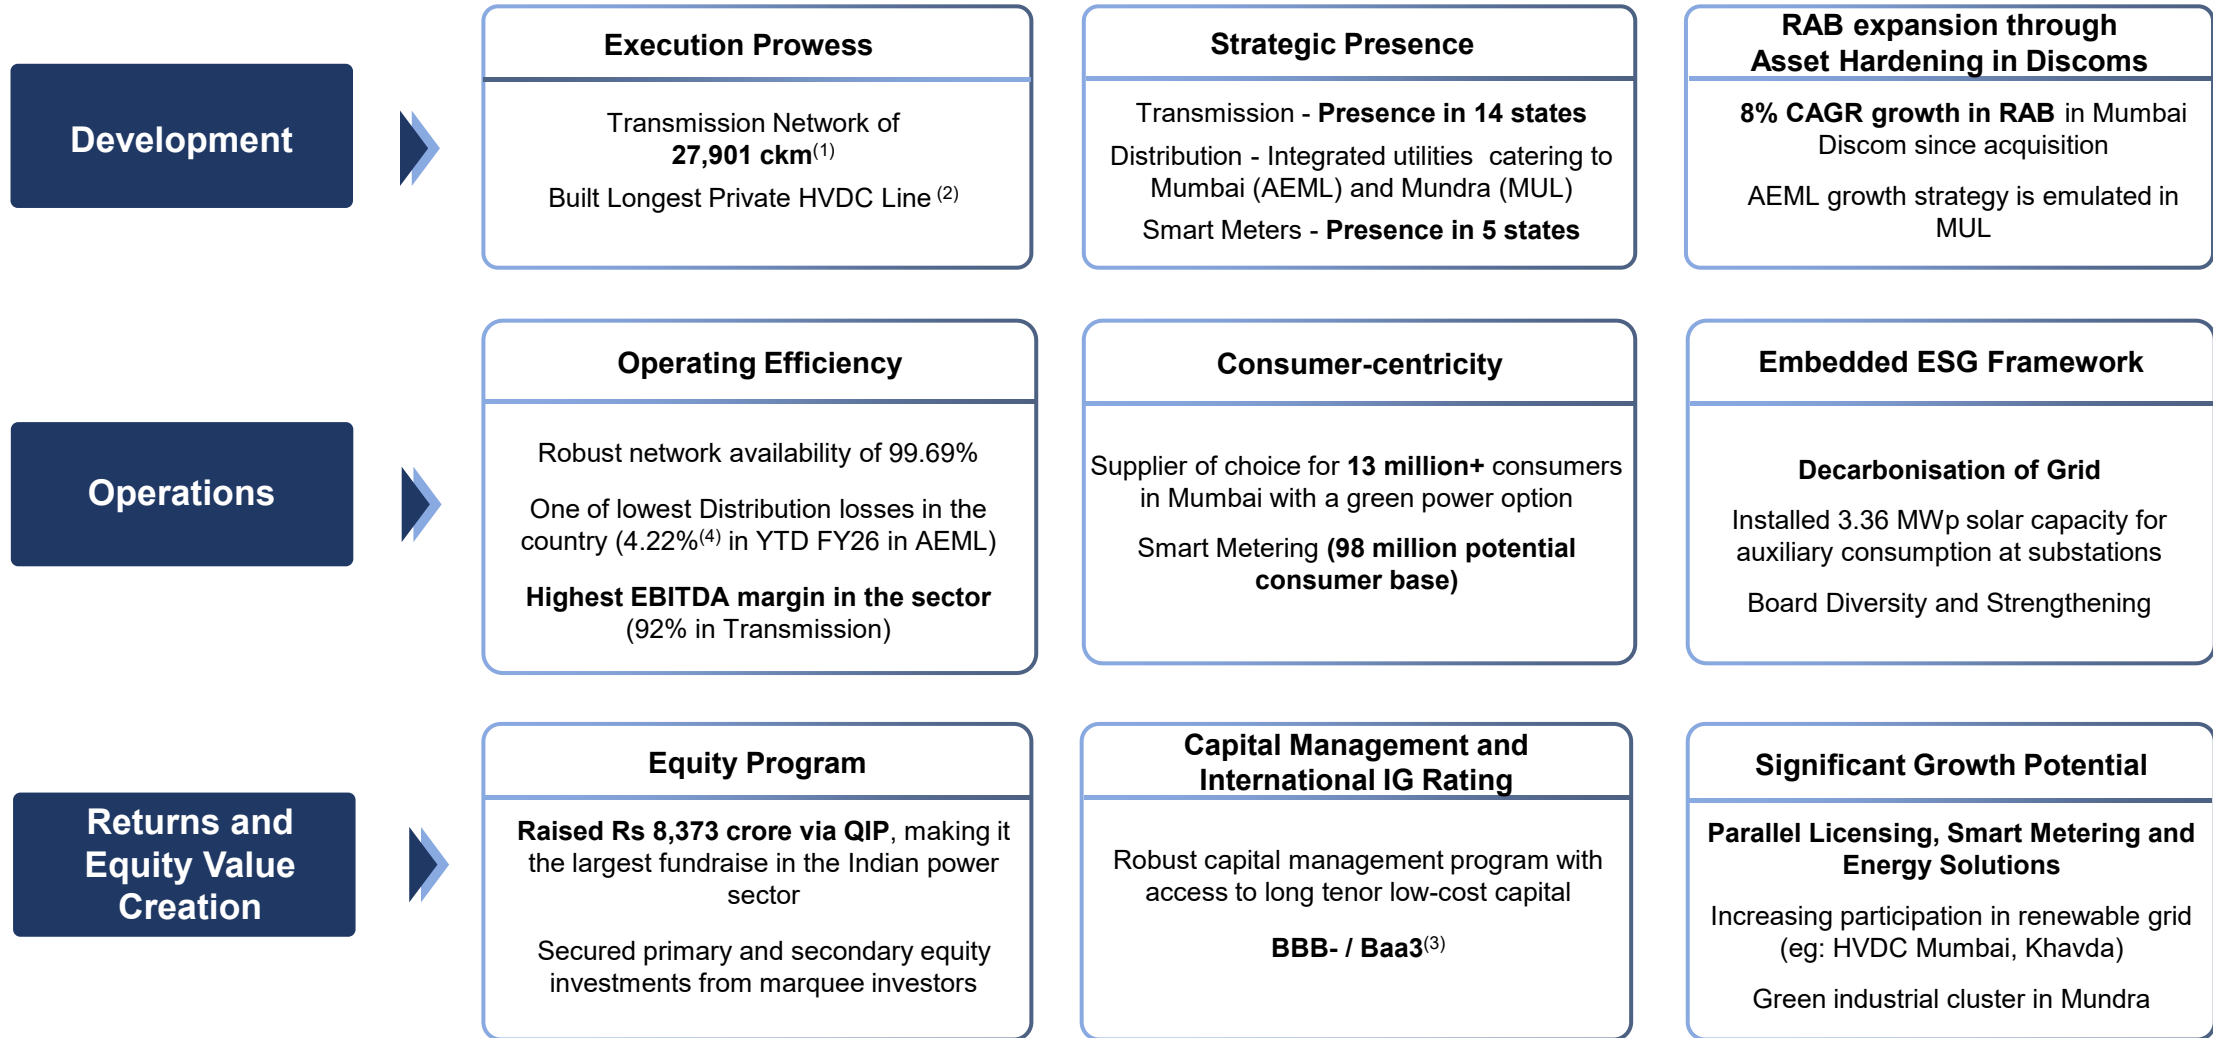 Development
Execution Prowess
Transmission Network of
27,901 ckm(1)
Built Longest Private HVDC Line (2)
Strategic Presence
Transmission - Presence in 14 states
Distribution - Integrated utilities catering to
Mumbai (AEML) and Mundra (MUL)
Smart Meters - Presence in 5 states
RAB expansion through
Asset Hardening in Discoms
8% CAGR growth in RAB in Mumbai
Discom since acquisition
AEML growth strategy is emulated in
MUL
Operations
Operating Efficiency
Robust network availability of 99.69%
One of lowest Distribution losses in the
country (4.22%(4) in YTD FY26 in AEML)
Highest EBITDA margin in the sector
(92% in Transmission)
Consumer-centricity
Supplier of choice for 13 million+ consumers
in Mumbai with a green power option
Smart Metering (98 million potential
consumer base)
Embedded ESG Framework
Decarbonisation of Grid
Installed 3.36 MWp solar capacity for
auxiliary consumption at substations
Board Diversity and Strengthening
Returns and
Equity Value
Creation
Equity Program
Raised Rs 8,373 crore via QIP, making it
the largest fundraise in the Indian power
sector
Secured primary and secondary equity
investments from marquee investors
Capital Management and
International IG Rating
Robust capital management program with
access to long tenor low-cost capital
BBB- / Baa3(3)
Significant Growth Potential
Parallel Licensing, Smart Metering and
Energy Solutions
Increasing participation in renewable grid
(eg: HVDC Mumbai, Khavda)
Green industrial cluster in Mundra